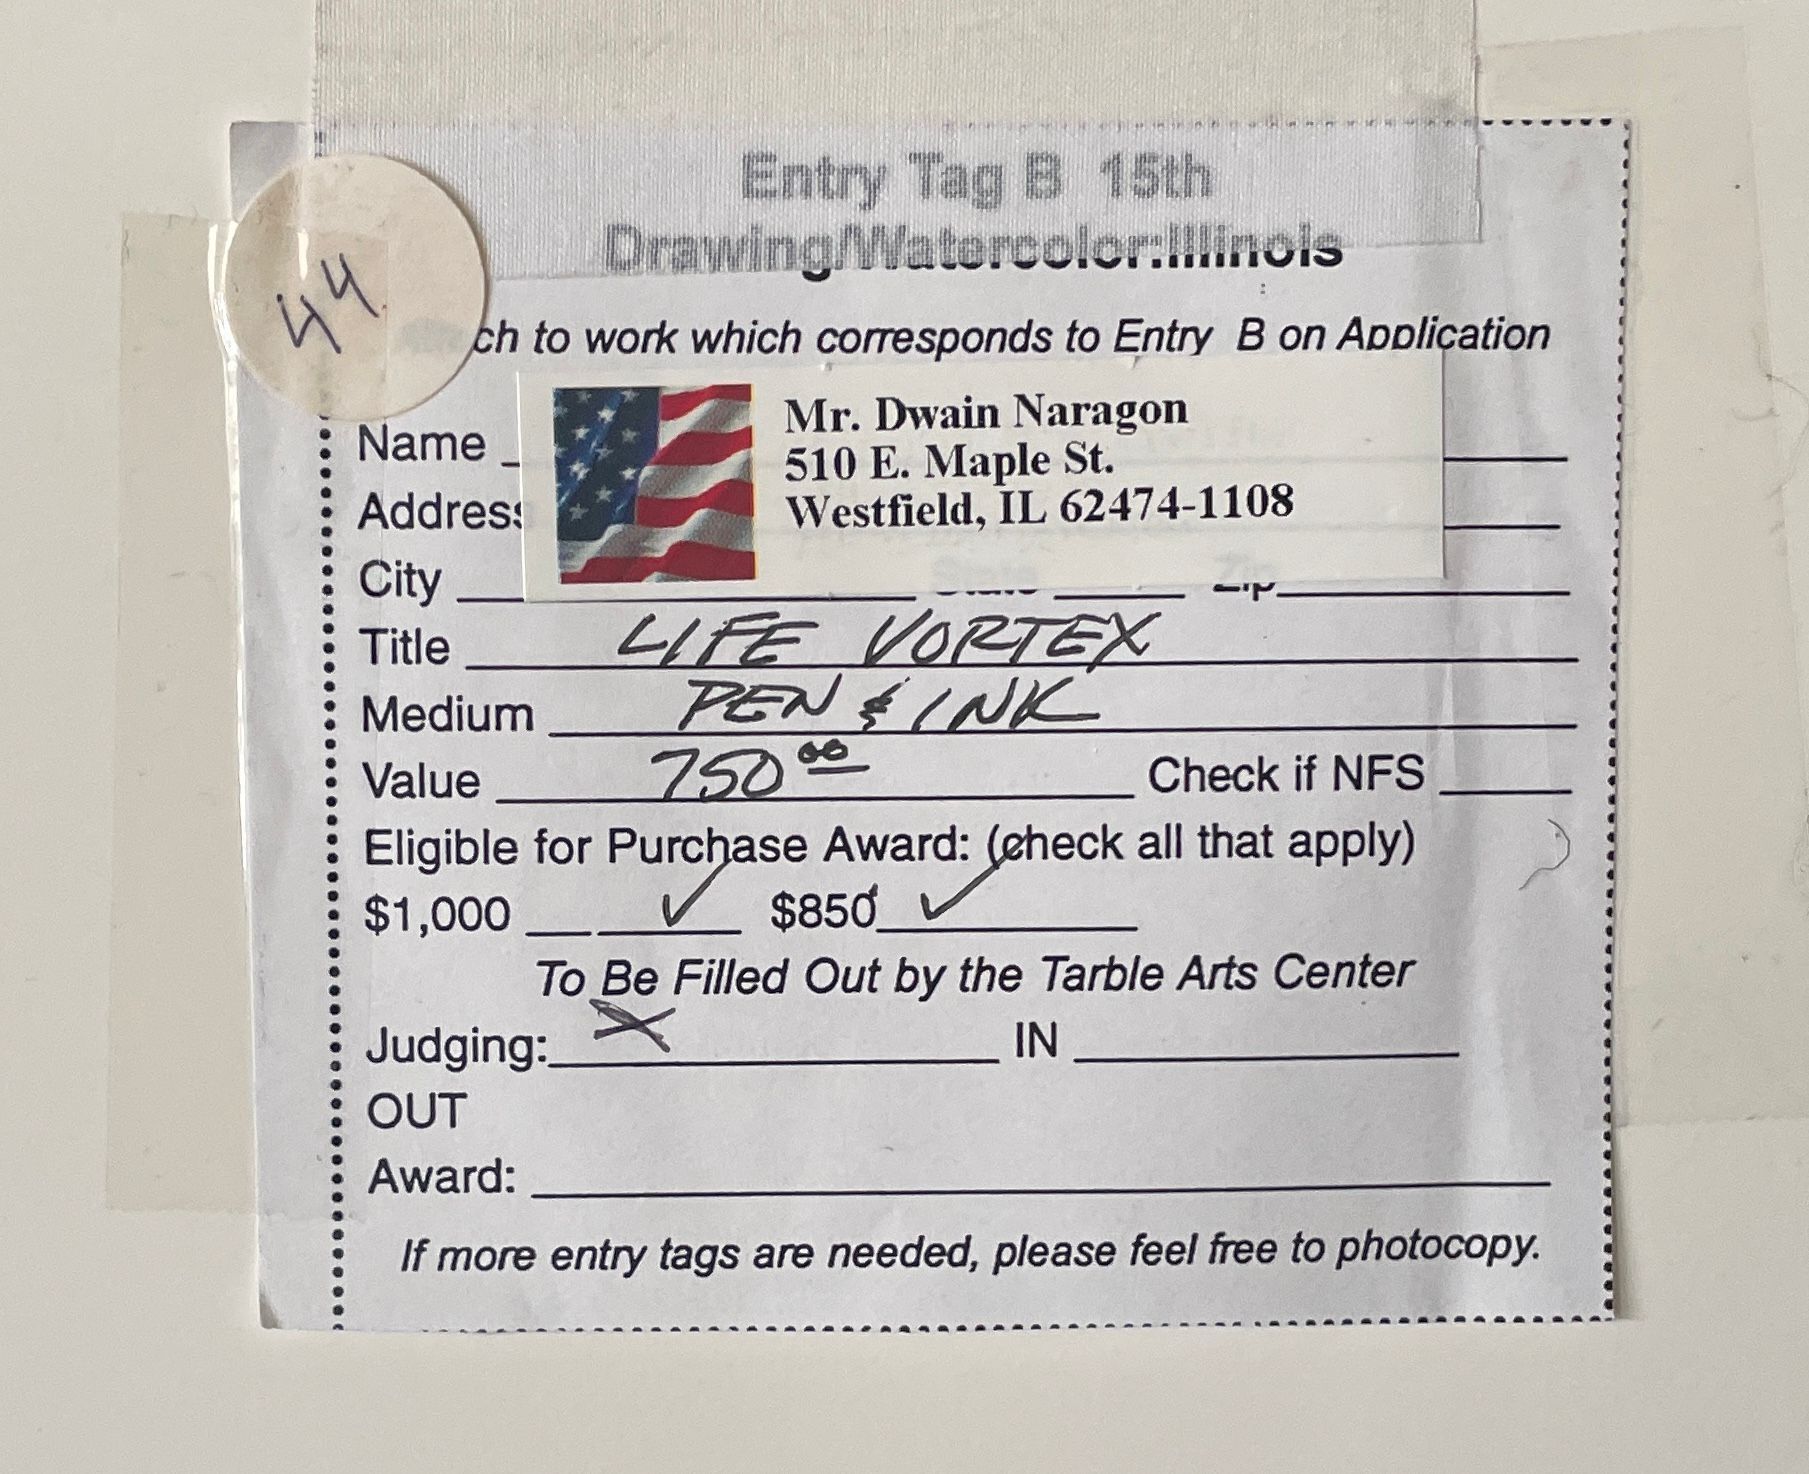 Entry Tag B 15th
Drawing/Watercolor:Illinois
44
ch to work which corresponds to Entry B on Application
Mr. Dwain Naragon
510 E. Maple St.
Westfield, IL 62474-1108
Name
Address
City State Zip
Title LIFE VORTEX
Medium PEN & INK
Value 750 00 Check if NFS
Eligible for Purchase Award: (check all that apply)
$1,000 ✓ $850 ✓
To Be Filled Out by the Tarble Arts Center
Judging: X IN
OUT
Award:
If more entry tags are needed, please feel free to photocopy.